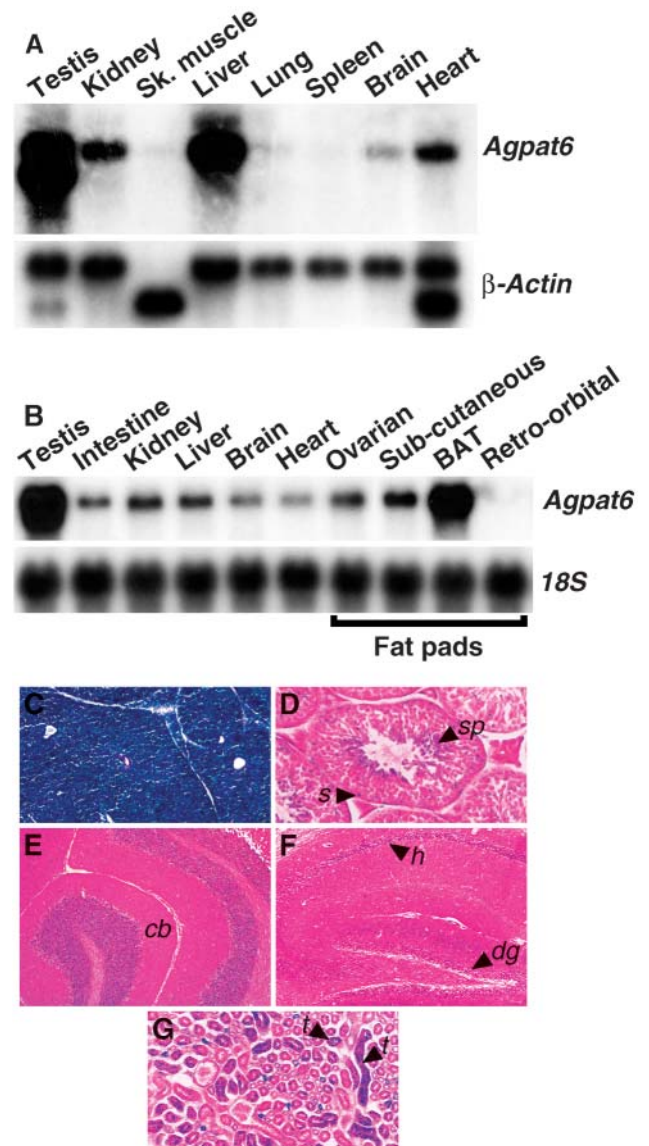 A
Testis Kidney Sk. muscle Liver Lung Spleen Brain Heart
Agpat6
β-Actin
B
Testis Intestine Kidney Liver Brain Heart Ovarian Sub-cutaneous BAT Retro-orbital
Agpat6
18S
Fat pads
C
D
sp
s
E
cb
F
h
dg
G
t
t